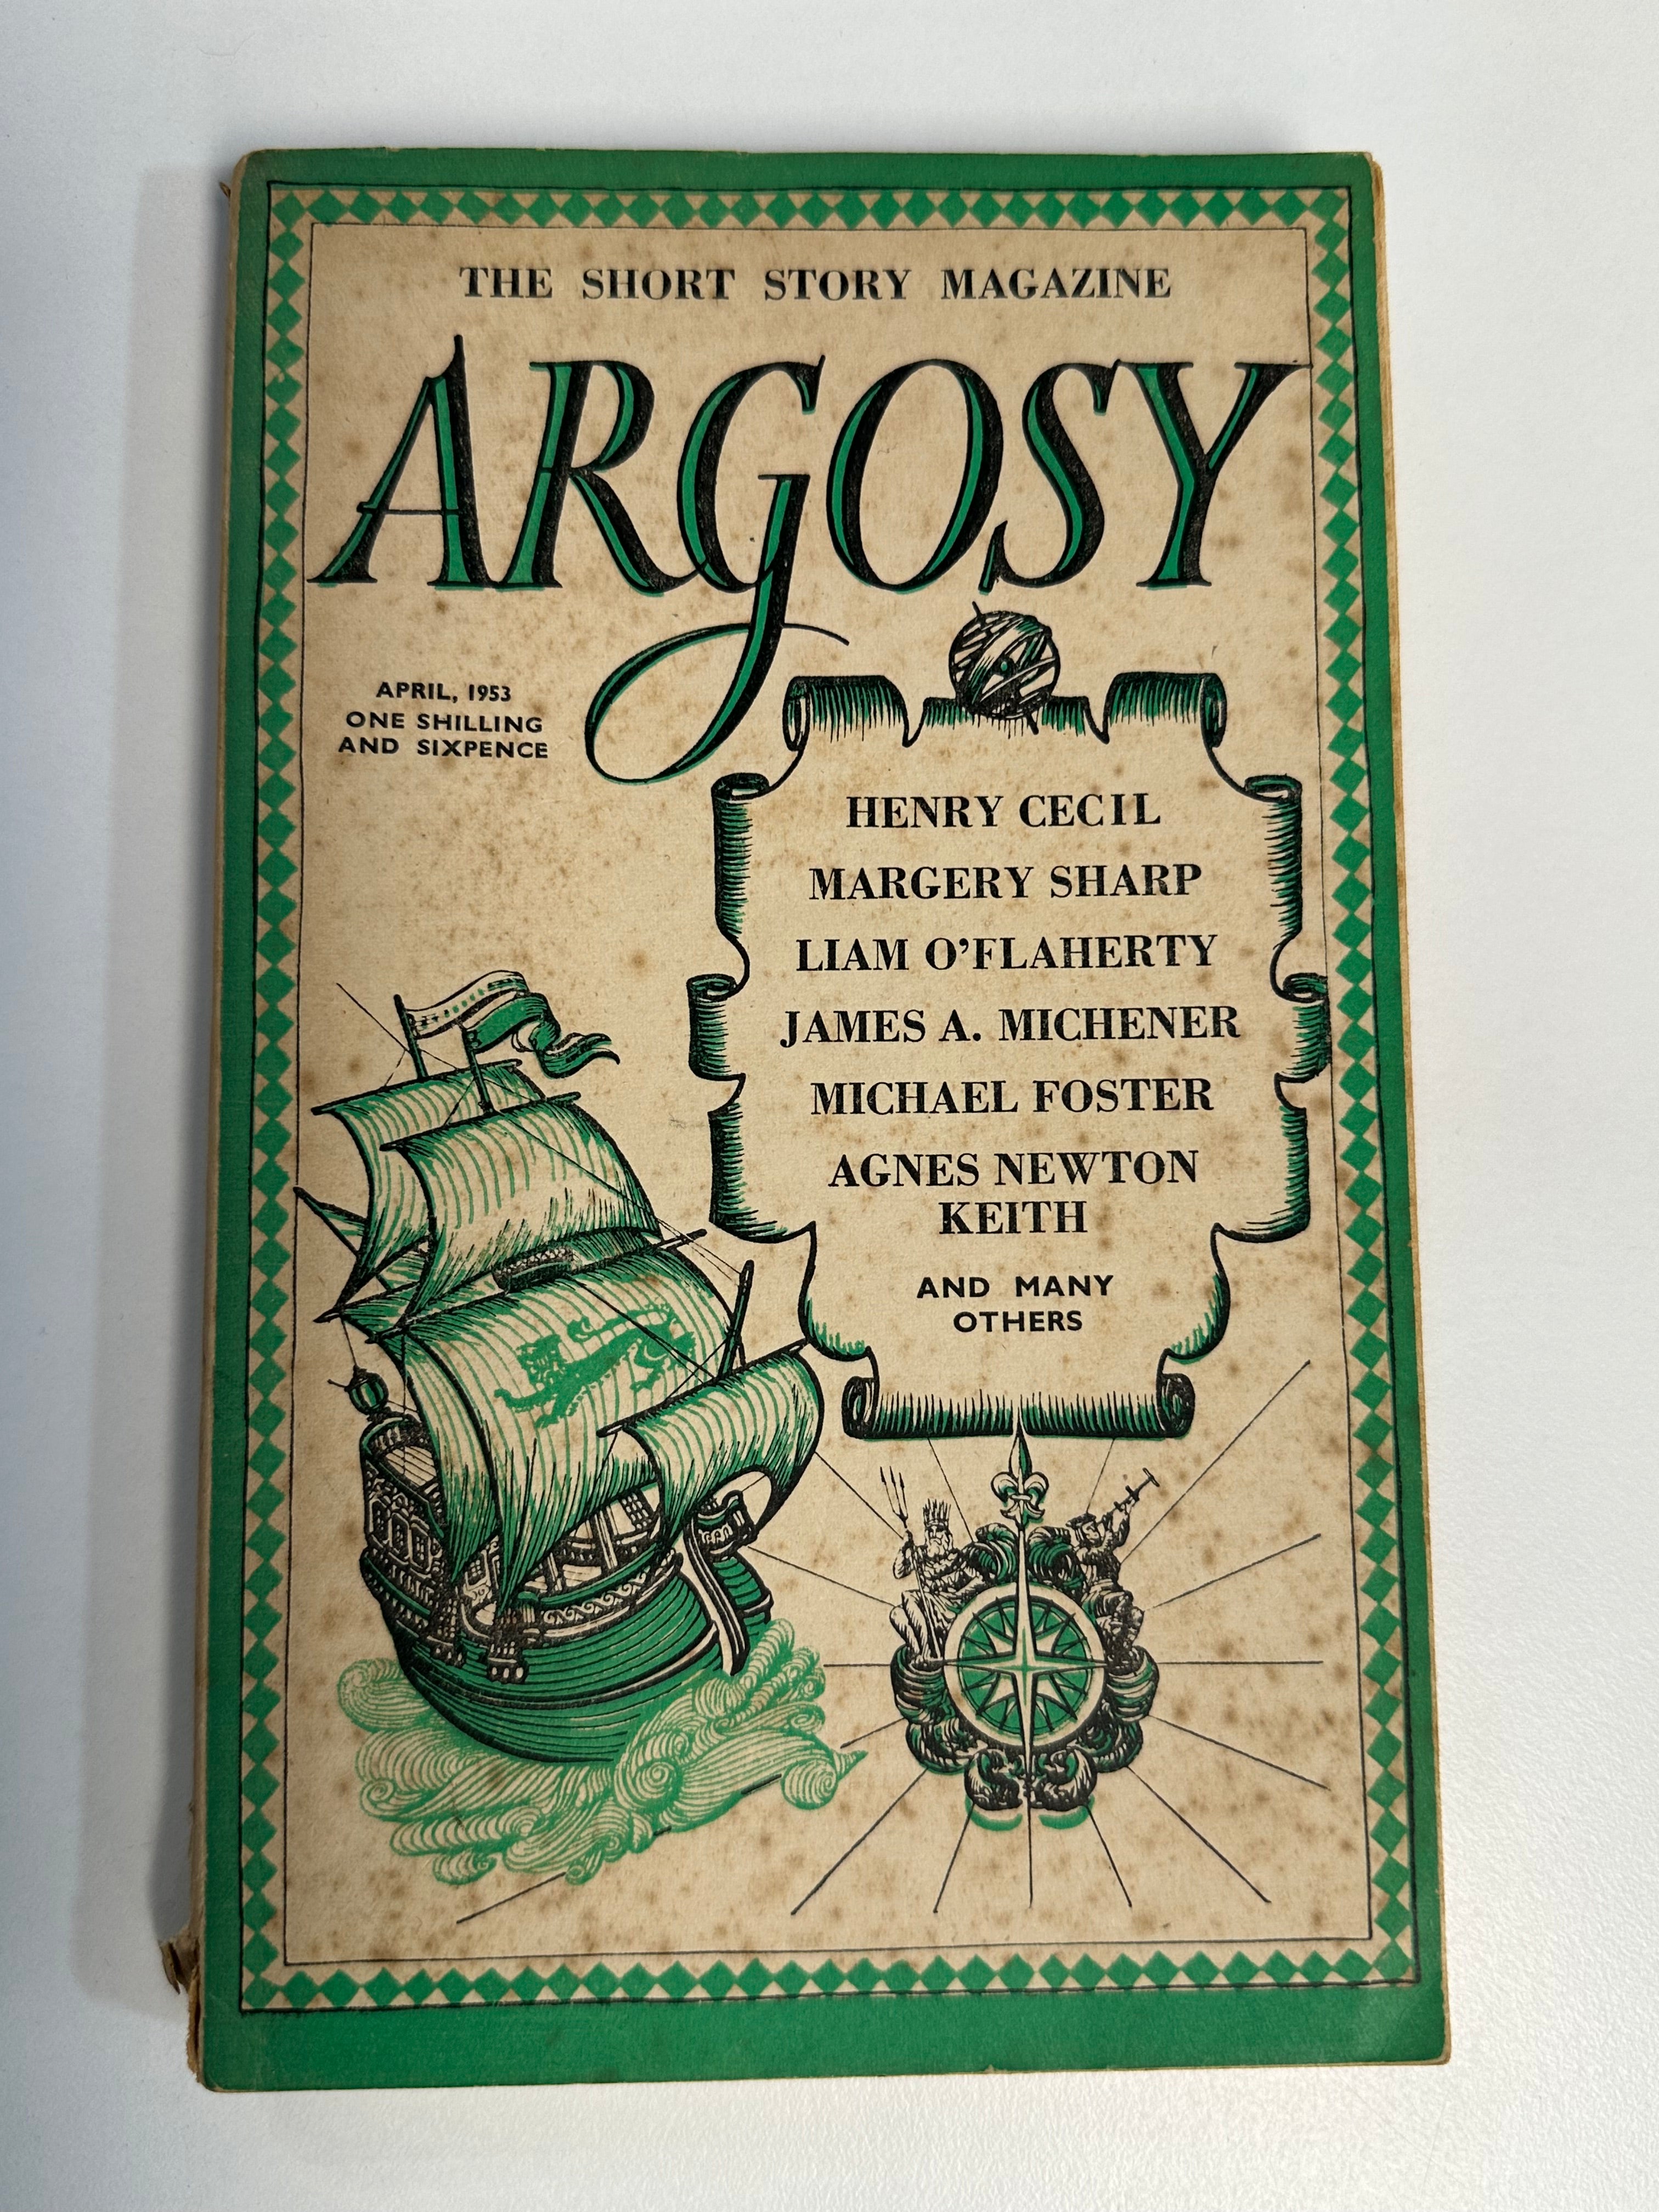 THE SHORT STORY MAGAZINE
ARGOSY
APRIL, 1953
ONE SHILLING
AND SIXPENCE
HENRY CECIL
MARGERY SHARP
LIAM O'FLAHERTY
JAMES A. MICHENER
MICHAEL FOSTER
AGNES NEWTON
KEITH
AND MANY
OTHERS